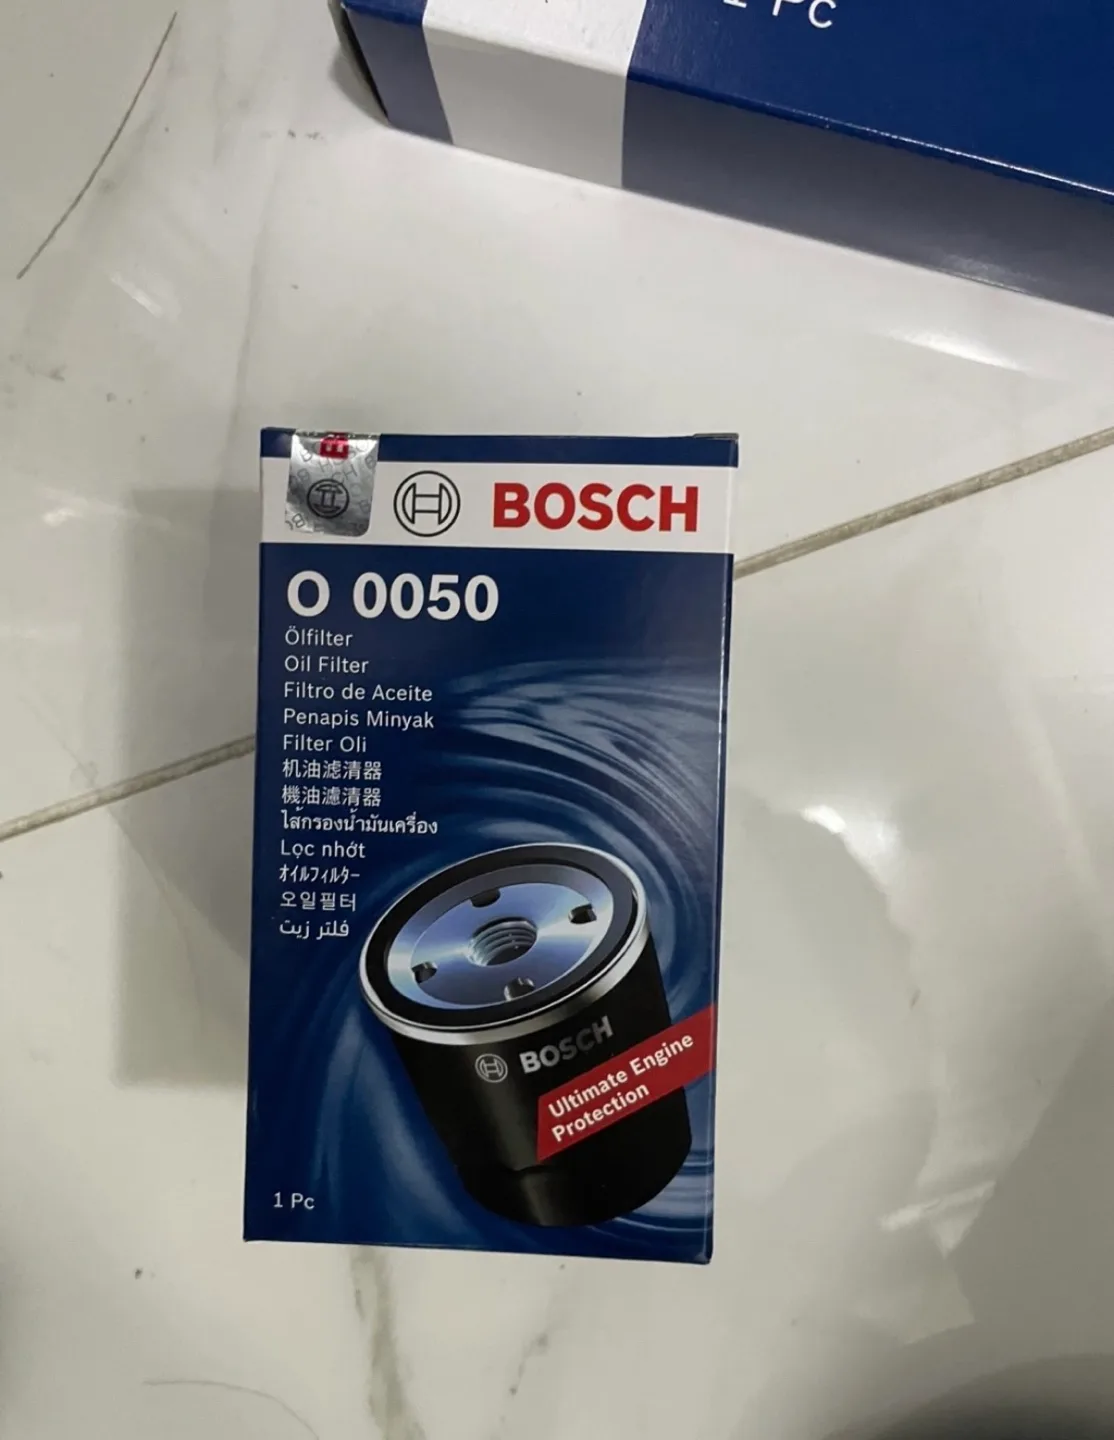 1 Pc
BOSCH
O 0050
Ölfilter
Oil Filter
Filtro de Aceite
Penapis Minyak
Filter Oli
机油滤清器
機油濾清器
ไส้กรองน้ำมันเครื่อง
Lọc nhớt
ｵｲﾙﾌｨﾙﾀｰ
오일필터
فلتر زيت
BOSCH
Ultimate Engine
Protection
1 Pc